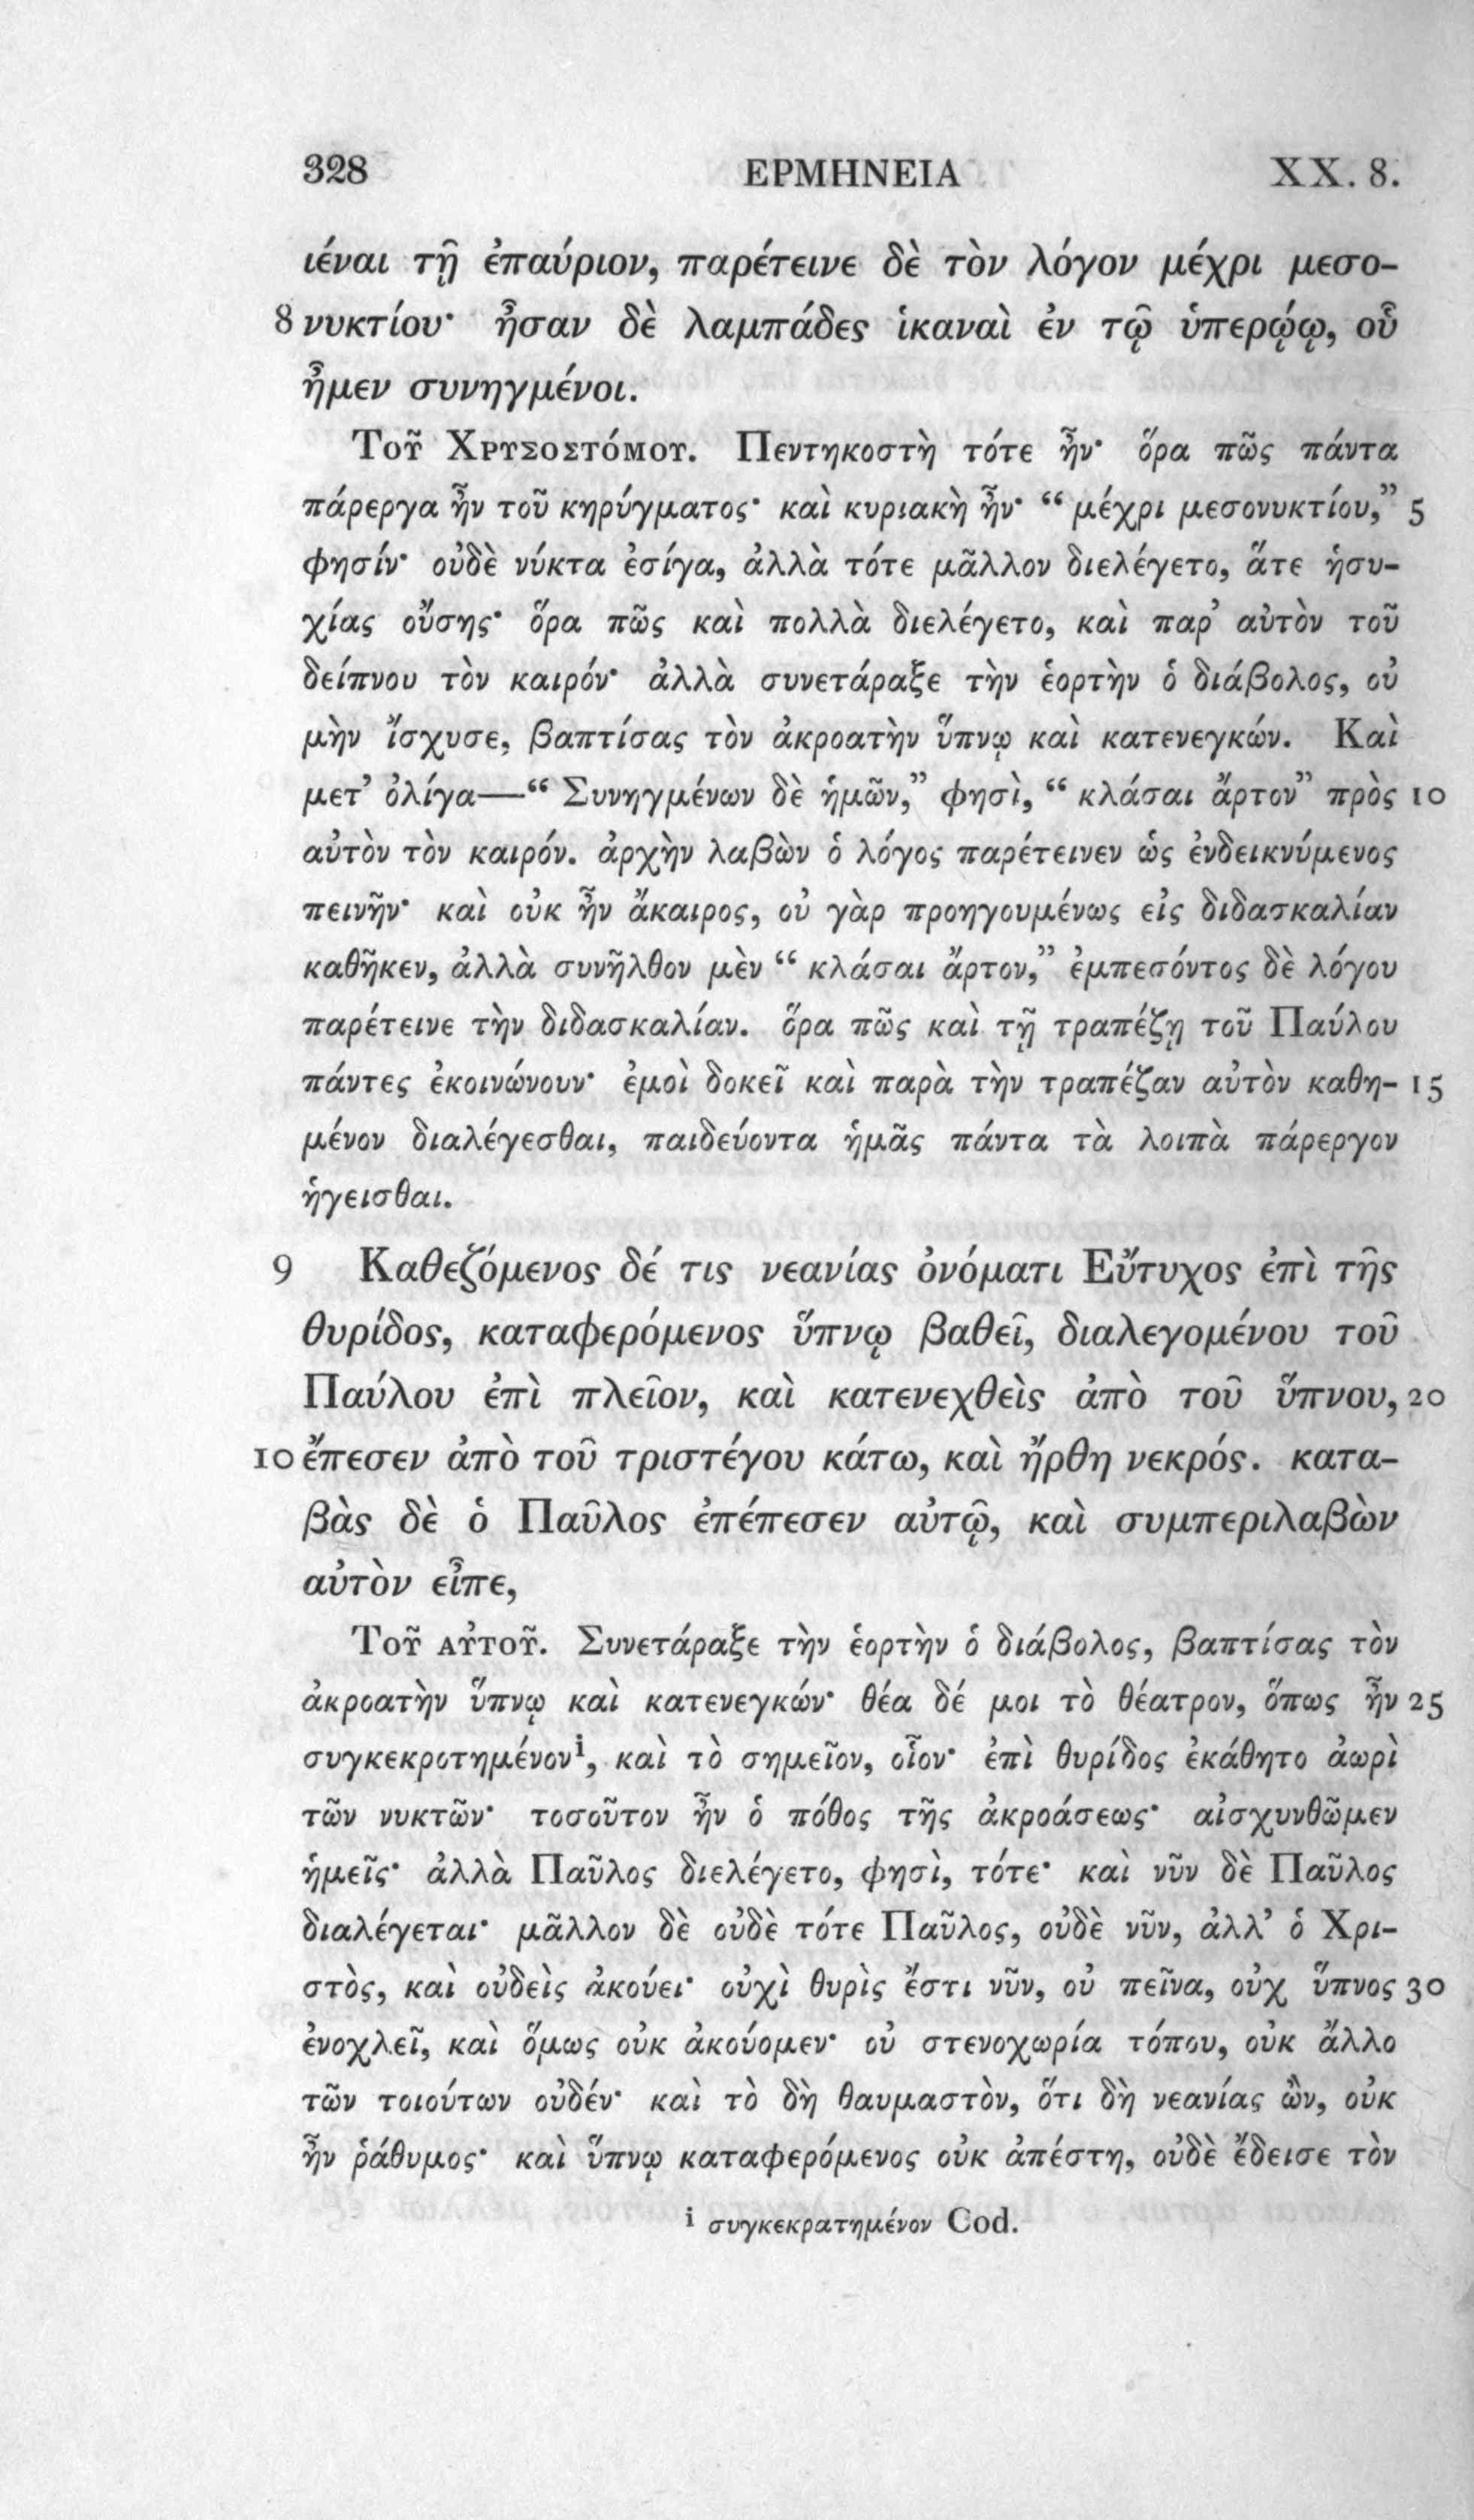 328 ΕΡΜΗΝΕΙΑ XX. 8.
ιέναι τῇ ἐπαύριον, παρέτεινε δὲ τὸν λόγον μέχρι μεσο-
8 νυκτίου· ἦσαν δὲ λαμπάδες ἱκαναὶ ἐν τῷ ὑπερῴῳ, οὗ
ἦμεν συνηγμένοι.
Τοῦ Χρυσοστόμου. Πεντηκοστὴ τότε ἦν· ὅρα πῶς πάντα
πάρεργα ἦν τοῦ κηρύγματος· καὶ κυριακὴ ἦν· “ μέχρι μεσονυκτίου,” 5
φησίν· οὐδὲ νύκτα ἐσίγα, ἀλλὰ τότε μᾶλλον διελέγετο, ἅτε ἡσυ-
χίας οὔσης· ὅρα πῶς καὶ πολλὰ διελέγετο, καὶ παρ’ αὐτὸν τοῦ
δείπνου τὸν καιρόν· ἀλλὰ συνετάραξε τὴν ἑορτὴν ὁ διάβολος, οὐ
μὴν ἴσχυσε, βαπτίσας τὸν ἀκροατὴν ὕπνῳ καὶ κατενεγκών. Καὶ
μετ’ ὀλίγα—“ Συνηγμένων δὲ ἡμῶν,” φησὶ, “ κλάσαι ἄρτον” πρὸς 10
αὐτὸν τὸν καιρόν. ἀρχὴν λαβὼν ὁ λόγος παρέτεινεν ὡς ἐνδεικνύμενος
πεινῆν· καὶ οὐκ ἦν ἄκαιρος, οὐ γὰρ προηγουμένως εἰς διδασκαλίαν
καθῆκεν, ἀλλὰ συνῆλθον μὲν “ κλάσαι ἄρτον,” ἐμπεσόντος δὲ λόγου
παρέτεινε τὴν διδασκαλίαν. ὅρα πῶς καὶ τῇ τραπέζῃ τοῦ Παύλου
πάντες ἐκοινώνουν· ἐμοὶ δοκεῖ καὶ παρὰ τὴν τραπέζαν αὐτὸν καθη- 15
μένον διαλέγεσθαι, παιδεύοντα ἡμᾶς πάντα τὰ λοιπὰ πάρεργον
ἡγεισθαι.
9 Καθεζόμενος δέ τις νεανίας ὀνόματι Εὔτυχος ἐπὶ τῆς
θυρίδος, καταφερόμενος ὕπνῳ βαθεῖ, διαλεγομένου τοῦ
Παύλου ἐπὶ πλεῖον, καὶ κατενεχθεὶς ἀπὸ τοῦ ὕπνου, 20
10 ἔπεσεν ἀπὸ τοῦ τριστέγου κάτω, καὶ ἤρθη νεκρός. κατα-
βὰς δὲ ὁ Παῦλος ἐπέπεσεν αὐτῷ, καὶ συμπεριλαβὼν
αὐτὸν εἶπε,
Τοῦ αὐτοῦ. Συνετάραξε τὴν ἑορτὴν ὁ διάβολος, βαπτίσας τὸν
ἀκροατὴν ὕπνῳ καὶ κατενεγκών· θέα δέ μοι τὸ θέατρον, ὅπως ἦν 25
συγκεκροτημένον i, καὶ τὸ σημεῖον, οἷον· ἐπὶ θυρίδος ἐκάθητο ἀωρὶ
τῶν νυκτῶν· τοσοῦτον ἦν ὁ πόθος τῆς ἀκροάσεως· αἰσχυνθῶμεν
ἡμεῖς· ἀλλὰ Παῦλος διελέγετο, φησὶ, τότε· καὶ νῦν δὲ Παῦλος
διαλέγεται· μᾶλλον δὲ οὐδὲ τότε Παῦλος, οὐδὲ νῦν, ἀλλ’ ὁ Χρι-
στὸς, καὶ οὐδεὶς ἀκούει· οὐχὶ θυρὶς ἔστι νῦν, οὐ πεῖνα, οὐχ ὕπνος 30
ἐνοχλεῖ, καὶ ὅμως οὐκ ἀκούομεν· οὐ στενοχωρία τόπου, οὐκ ἄλλο
τῶν τοιούτων οὐδέν· καὶ τὸ δὴ θαυμαστὸν, ὅτι δὴ νεανίας ὢν, οὐκ
ἦν ῥάθυμος· καὶ ὕπνῳ καταφερόμενος οὐκ ἀπέστη, οὐδὲ ἔδεισε τὸν
i συγκεκρατημένον Cod.